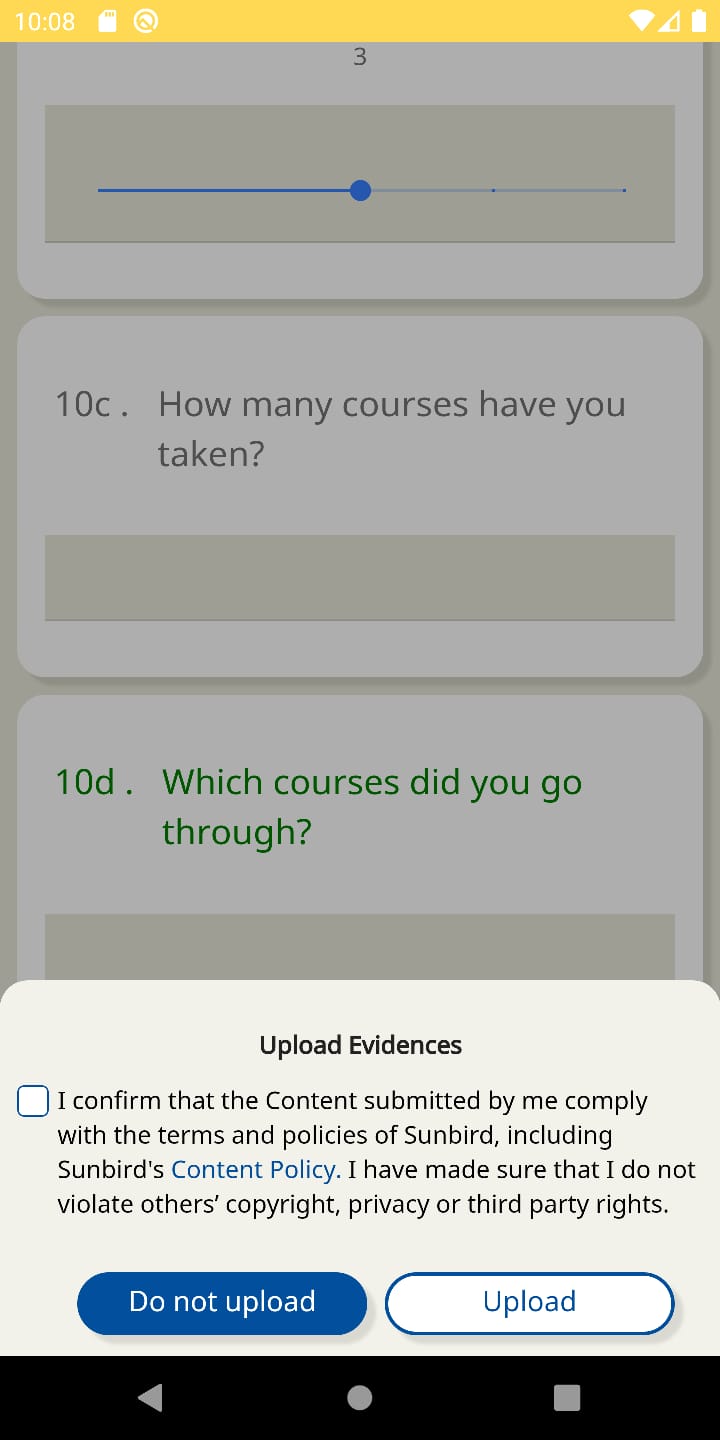 10:08
3
10c . How many courses have you
taken?
10d . Which courses did you go
through?
Upload Evidences
I confirm that the Content submitted by me comply
with the terms and policies of Sunbird, including
Sunbird's Content Policy. I have made sure that I do not
violate others’ copyright, privacy or third party rights.
Do not upload
Upload